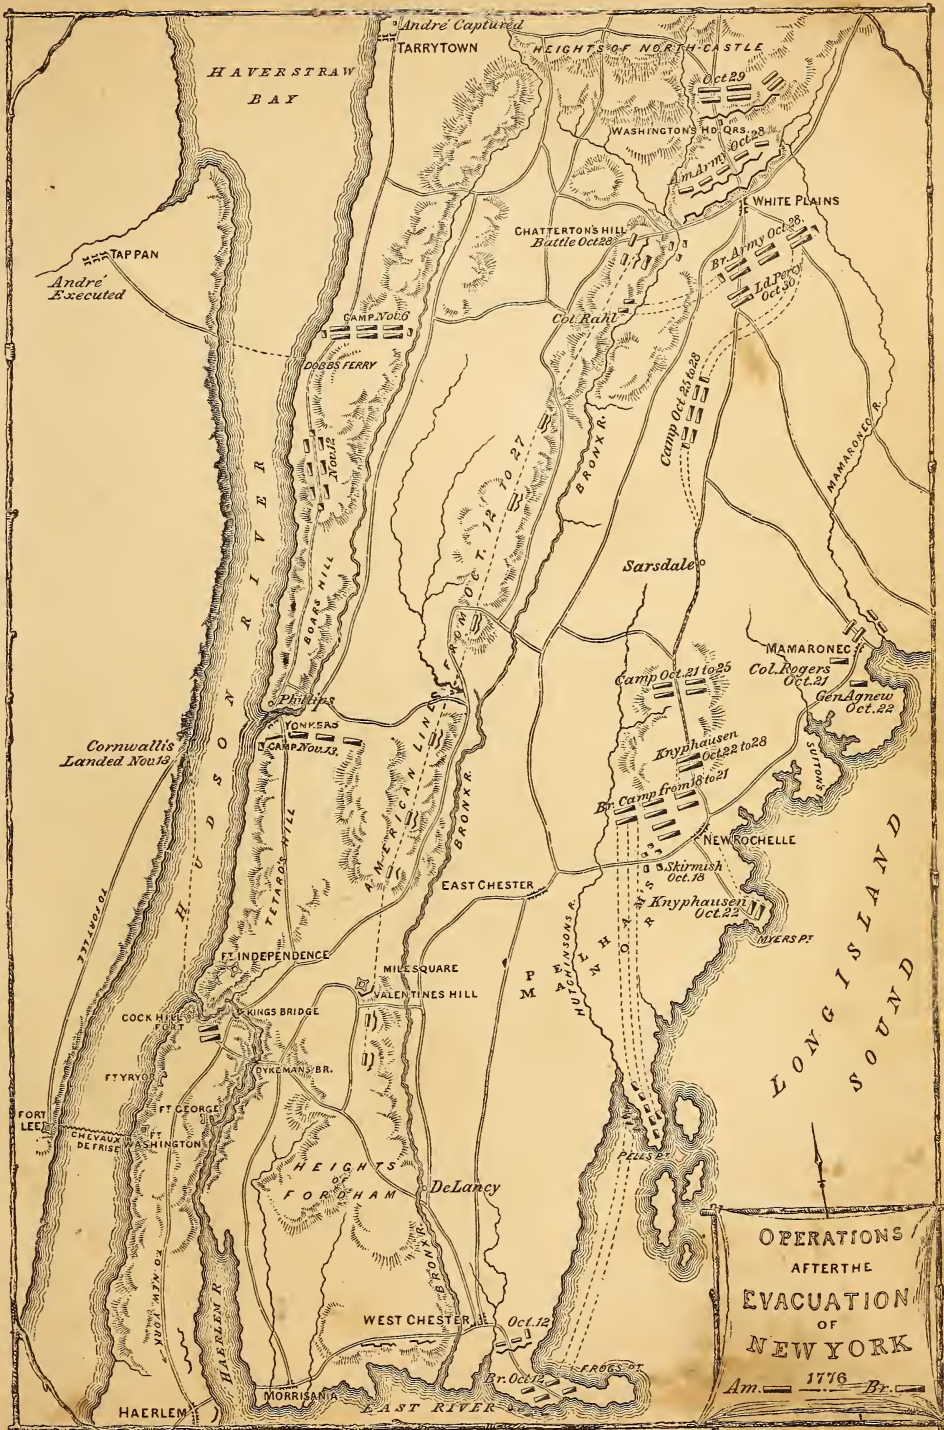 André Captured
TARRYTOWN
HAVERSTRAW
BAY
HEIGHTS OF NORTH CASTLE
Oct 29
WASHINGTON'S HD. QRS.
Am Army Oct 28
WHITE PLAINS
CHATTERTON'S HILL
Battle Oct 28
Br. Army Oct. 28.
Ld. Percy
Oct 30
TAPPAN
André
Executed
Col. Rahl
CAMP Nov. 6
DOBBS FERRY
Camp Oct 25 to 28
MAMARONEC R.
Nov. 12
BRONX R.
FROM OCT. 12 TO 27
AMERICAN LINE
HUDSON RIVER
BOARS HILL
Sarsdale
MAMARONEC
Col. Rogers
Oct. 21
Gen Agnew
Oct. 22
Camp Oct. 21 to 25
Phillips
YONKERS
CAMP Nov. 13.
Cornwallis
Landed Nov 13
Knyphausen
Oct. 22 to 28
SUTTONS
Br. Camp from 18 to 21
BRONX R.
TETARD'S HILL
NEW ROCHELLE
Skirmish
Oct. 18
EAST CHESTER
Knyphausen
Oct. 22
MYERS PT.
PELHAMS
MANOR
HUTCHINSONS R.
LONG ISLAND
SOUND
FT INDEPENDENCE
MILESQUARE
VALENTINES HILL
COCK HILL
FORT
KINGS BRIDGE
DYKEMANS BR.
FT TRYOR
FT GEORGE
FORT
LEE
CHEVAUX
DE FRISE
FT
WASHINGTON
HEIGHTS
OF
FORDHAM
DeLancy
PELLS PT.
TO NEW YORK
HAERLEM R
BRONX R.
WEST CHESTER
Oct. 12
FROGS PT.
Br. Oct 12
MORRISANIA
EAST RIVER
HAERLEM
OPERATIONS
AFTER THE
EVACUATION
OF
NEW YORK
1776
Am. Br.